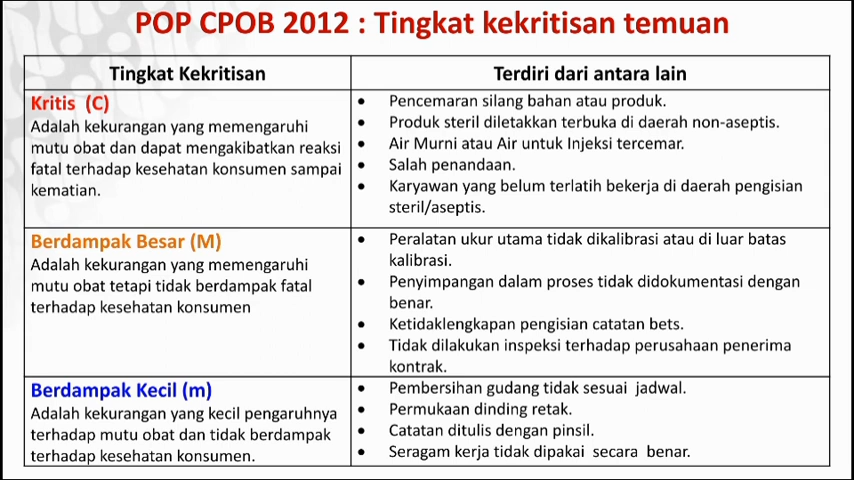 POP CPOB 2012 : Tingkat kekritisan temuan
Tingkat Kekritisan
Terdiri dari antara lain
Kritis (C)
Adalah kekurangan yang memengaruhi
mutu obat dan dapat mengakibatkan reaksi
fatal terhadap kesehatan konsumen sampai
kematian.
• Pencemaran silang bahan atau produk.
• Produk steril diletakkan terbuka di daerah non-aseptis.
• Air Murni atau Air untuk Injeksi tercemar.
• Salah penandaan.
• Karyawan yang belum terlatih bekerja di daerah pengisian
steril/aseptis.
Berdampak Besar (M)
Adalah kekurangan yang memengaruhi
mutu obat tetapi tidak berdampak fatal
terhadap kesehatan konsumen
• Peralatan ukur utama tidak dikalibrasi atau di luar batas
kalibrasi.
• Penyimpangan dalam proses tidak didokumentasi dengan
benar.
• Ketidaklengkapan pengisian catatan bets.
• Tidak dilakukan inspeksi terhadap perusahaan penerima
kontrak.
Berdampak Kecil (m)
Adalah kekurangan yang kecil pengaruhnya
terhadap mutu obat dan tidak berdampak
terhadap kesehatan konsumen.
• Pembersihan gudang tidak sesuai jadwal.
• Permukaan dinding retak.
• Catatan ditulis dengan pinsil.
• Seragam kerja tidak dipakai secara benar.